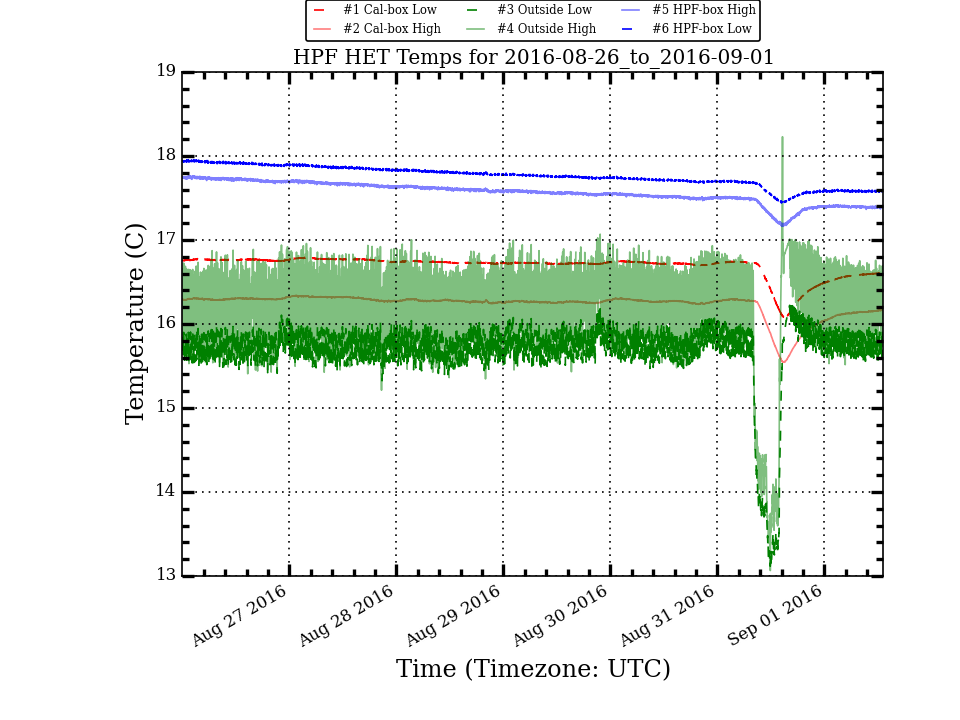 #1 Cal-box Low #3 Outside Low #5 HPF-box High
#2 Cal-box High #4 Outside High #6 HPF-box Low
HPF HET Temps for 2016-08-26_to_2016-09-01
19
18
17
16
15
14
13
Temperature (C)
Aug 27 2016 Aug 28 2016 Aug 29 2016 Aug 30 2016 Aug 31 2016 Sep 01 2016
Time (Timezone: UTC)